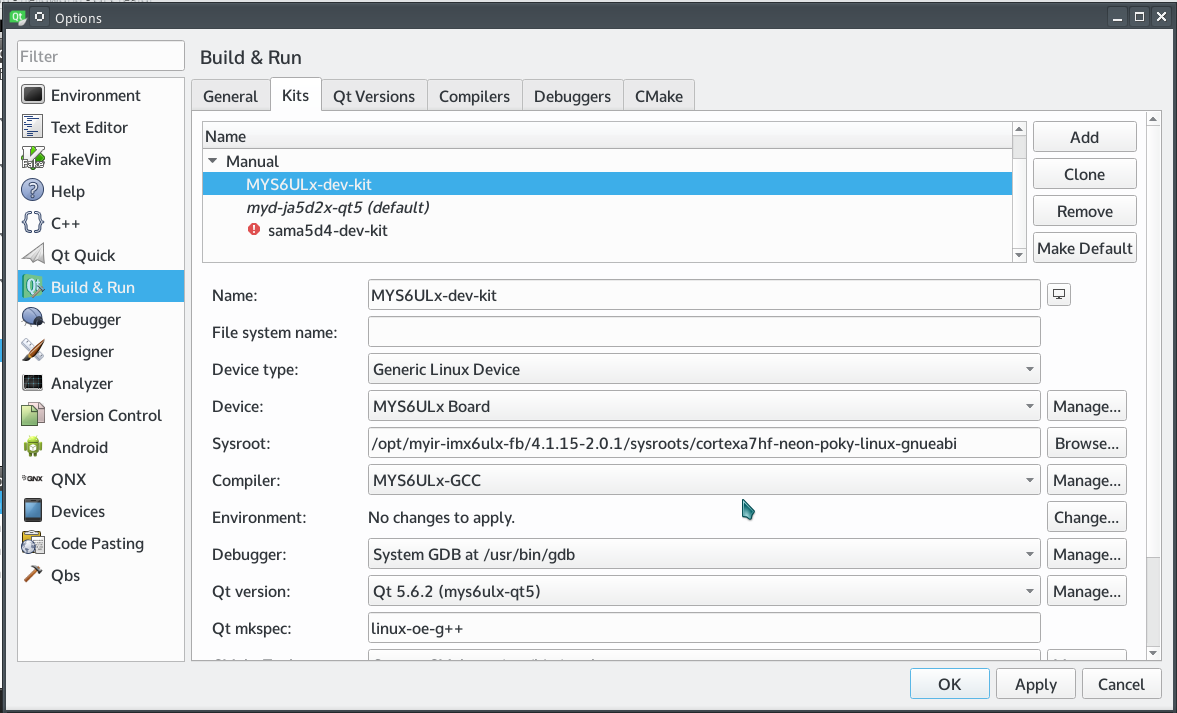 Options
Filter
Build & Run
Environment
Text Editor
FakeVim
Help
C++
Qt Quick
Build & Run
Debugger
Designer
Analyzer
Version Control
Android
QNX
Devices
Code Pasting
Qbs
General Kits Qt Versions Compilers Debuggers CMake
Name
Manual
MYS6ULx-dev-kit
myd-ja5d2x-qt5 (default)
sama5d4-dev-kit
Add
Clone
Remove
Make Default
Name: MYS6ULx-dev-kit
File system name:
Device type: Generic Linux Device
Device: MYS6ULx Board Manage...
Sysroot: /opt/myir-imx6ulx-fb/4.1.15-2.0.1/sysroots/cortexa7hf-neon-poky-linux-gnueabi Browse...
Compiler: MYS6ULx-GCC Manage...
Environment: No changes to apply. Change...
Debugger: System GDB at /usr/bin/gdb Manage...
Qt version: Qt 5.6.2 (mys6ulx-qt5) Manage...
Qt mkspec: linux-oe-g++
OK Apply Cancel